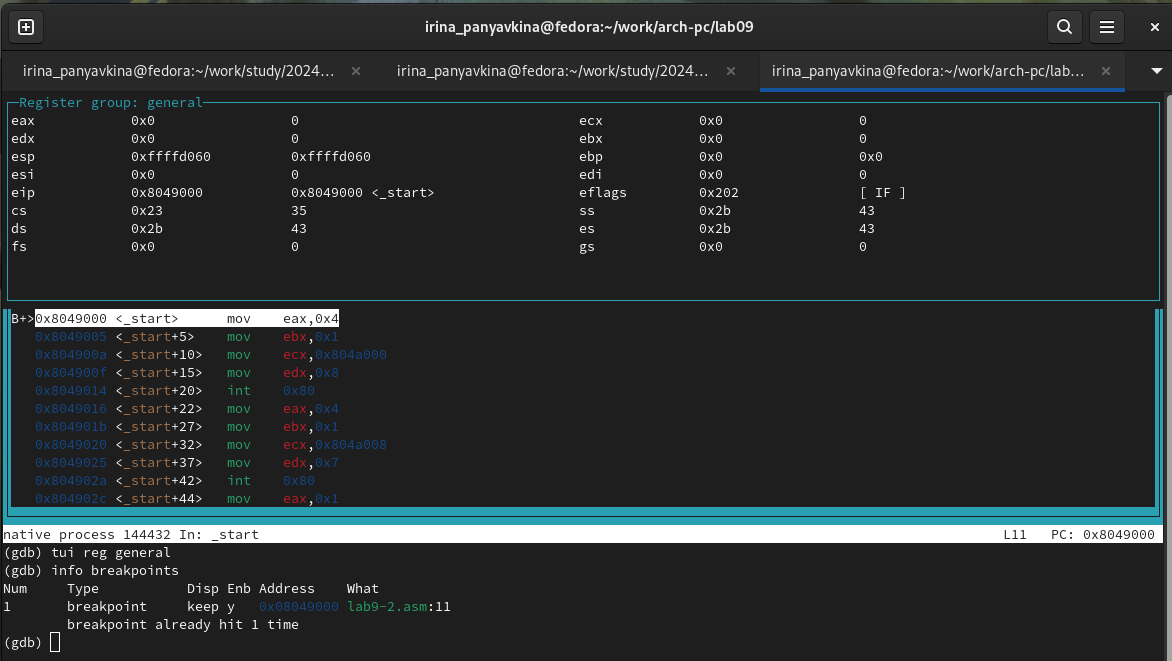 irina_panyavkina@fedora:~/work/arch-pc/lab09
irina_panyavkina@fedora:~/work/study/2024... × irina_panyavkina@fedora:~/work/study/2024... × irina_panyavkina@fedora:~/work/arch-pc/lab... ×
Register group: general
eax 0x0 0 ecx 0x0 0
edx 0x0 0 ebx 0x0 0
esp 0xffffd060 0xffffd060 ebp 0x0 0x0
esi 0x0 0 edi 0x0 0
eip 0x8049000 0x8049000 <_start> eflags 0x202 [ IF ]
cs 0x23 35 ss 0x2b 43
ds 0x2b 43 es 0x2b 43
fs 0x0 0 gs 0x0 0
B+>0x8049000 <_start> mov eax,0x4
0x8049005 <_start+5> mov ebx,0x1
0x804900a <_start+10> mov ecx,0x804a000
0x804900f <_start+15> mov edx,0x8
0x8049014 <_start+20> int 0x80
0x8049016 <_start+22> mov eax,0x4
0x804901b <_start+27> mov ebx,0x1
0x8049020 <_start+32> mov ecx,0x804a008
0x8049025 <_start+37> mov edx,0x7
0x804902a <_start+42> int 0x80
0x804902c <_start+44> mov eax,0x1
native process 144432 In: _start L11 PC: 0x8049000
(gdb) tui reg general
(gdb) info breakpoints
Num Type Disp Enb Address What
1 breakpoint keep y 0x08049000 lab9-2.asm:11
breakpoint already hit 1 time
(gdb)